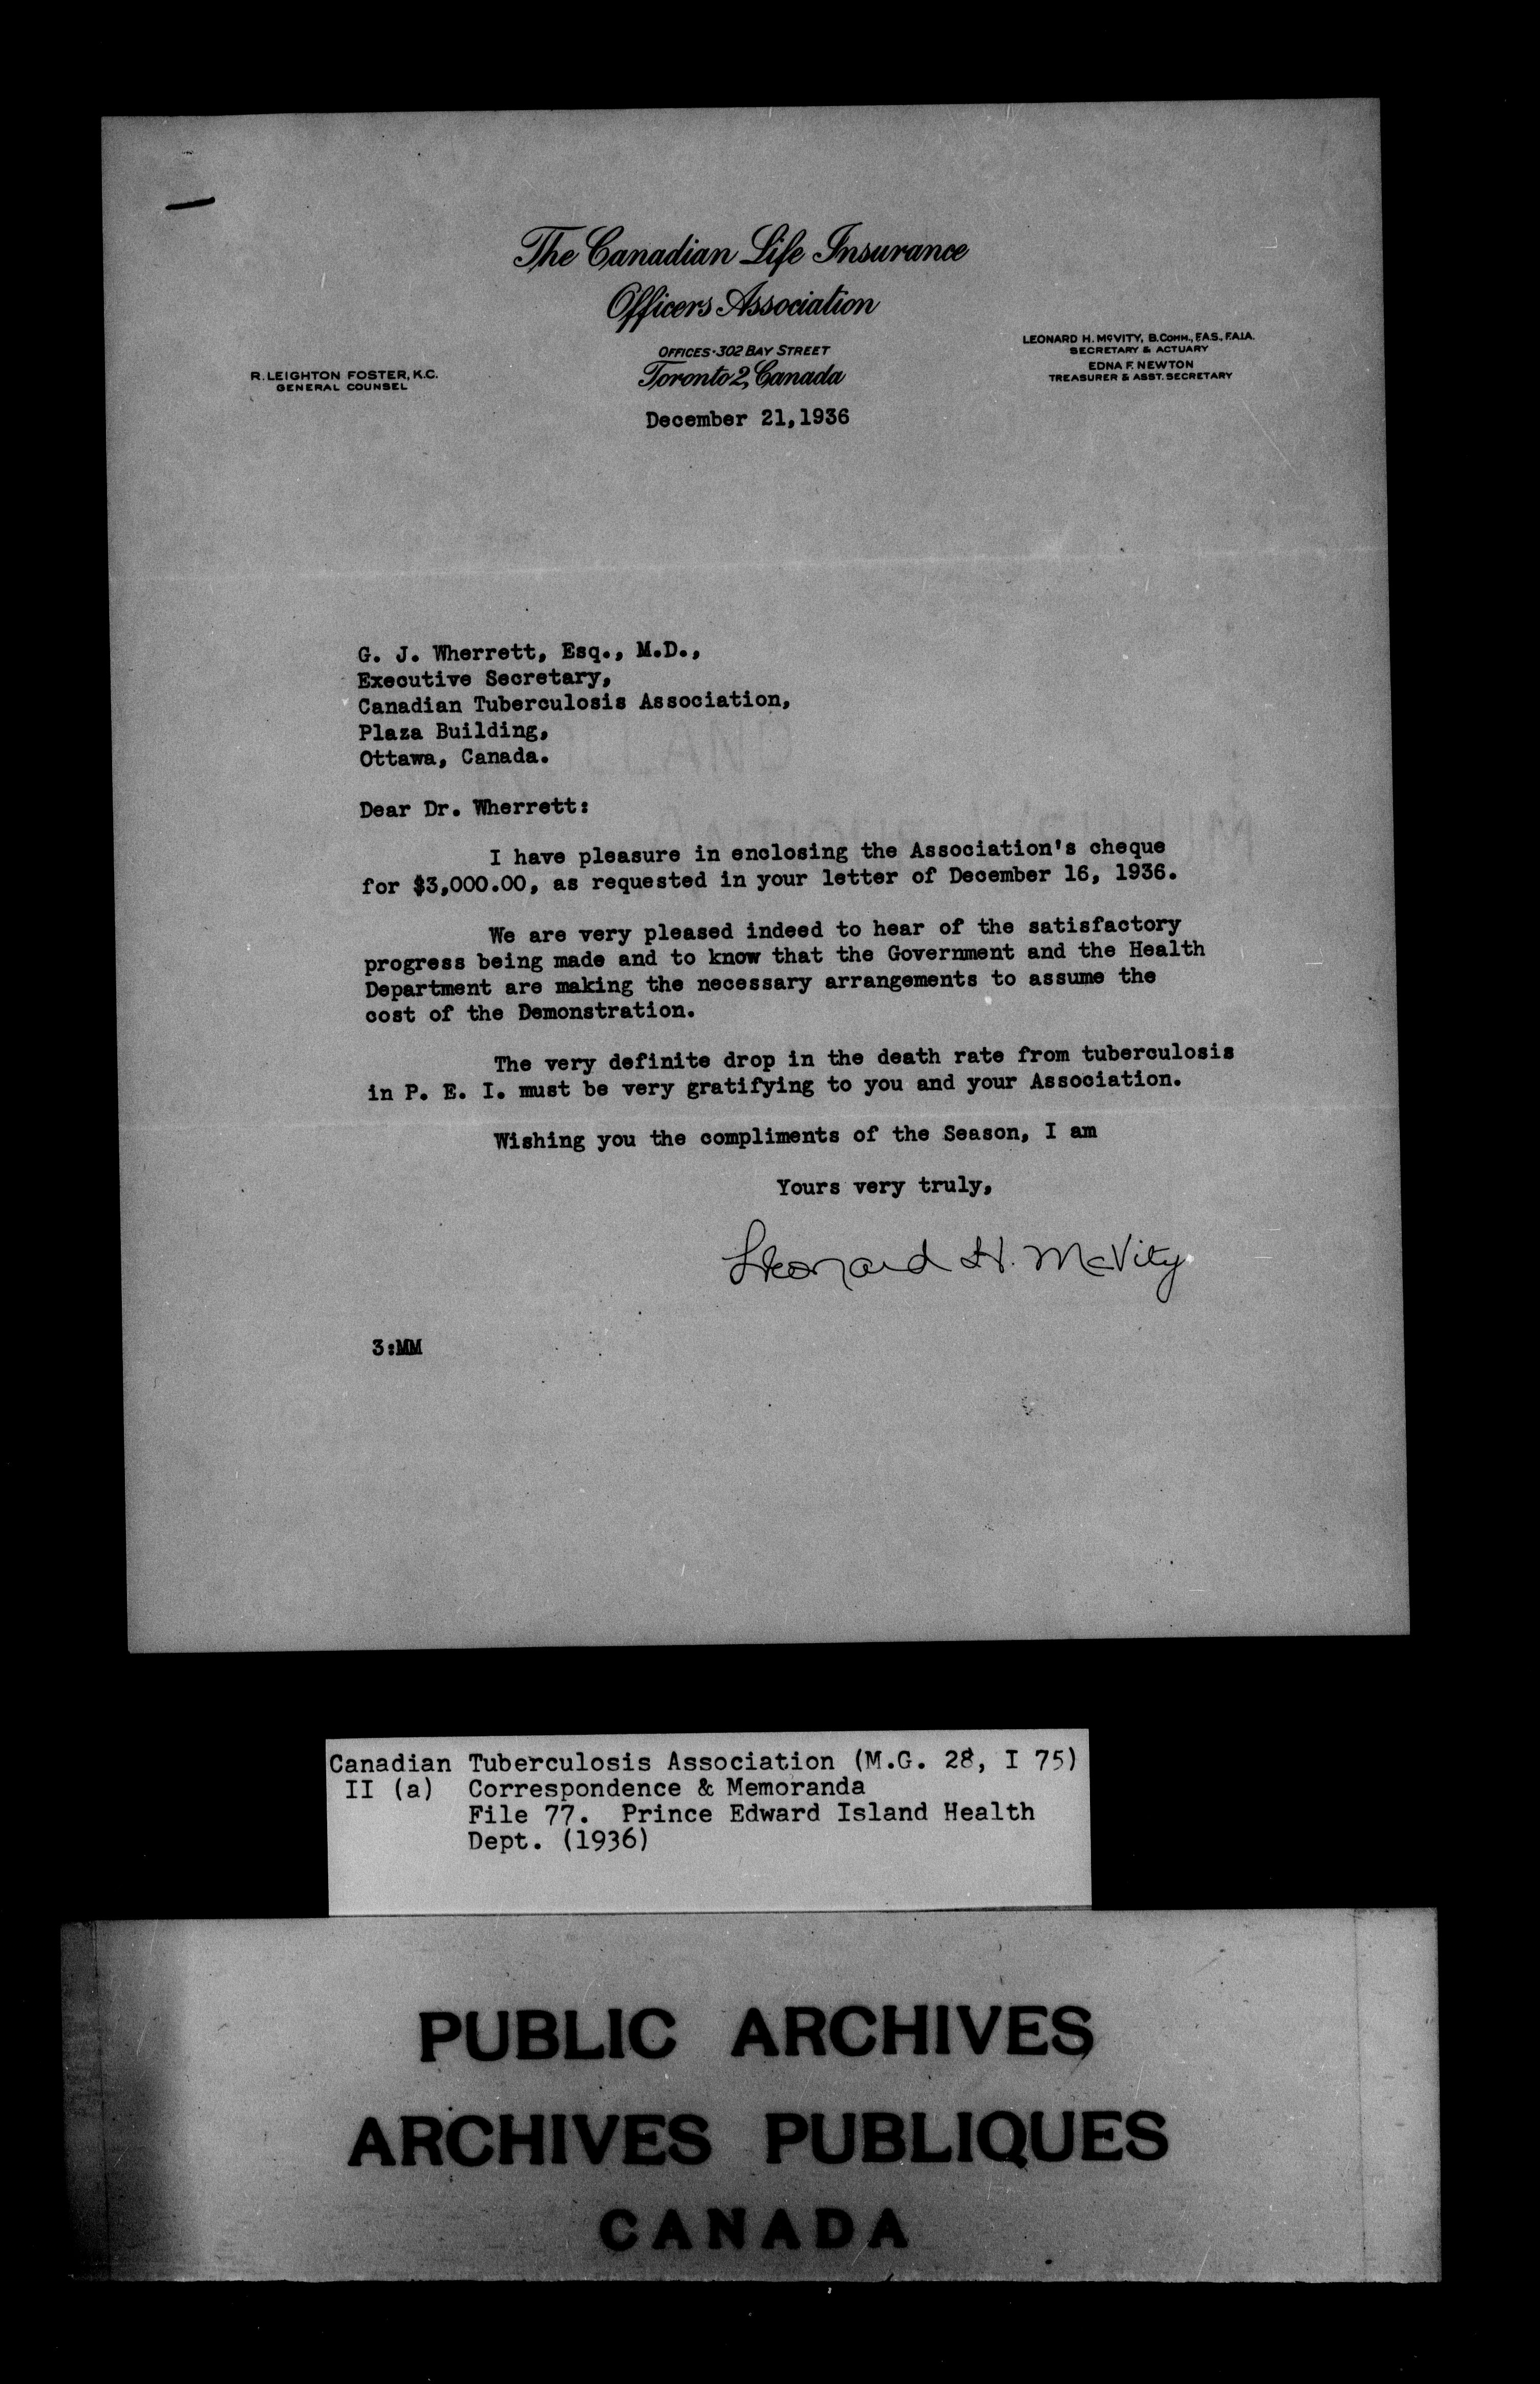 The Canadian Life Insurance
Officers Association
OFFICES·302 BAY STREET
Toronto 2, Canada
R. LEIGHTON FOSTER, K.C.
GENERAL COUNSEL
LEONARD H. McVITY, B.COMM., F.A.S., F.A.I.A.
SECRETARY & ACTUARY
EDNA F. NEWTON
TREASURER & ASST. SECRETARY
December 21,1936
G. J. Wherrett, Esq., M.D.,
Executive Secretary,
Canadian Tuberculosis Association,
Plaza Building,
Ottawa, Canada.
Dear Dr. Wherrett:
I have pleasure in enclosing the Association's cheque
for $3,000.00, as requested in your letter of December 16, 1936.
We are very pleased indeed to hear of the satisfactory
progress being made and to know that the Government and the Health
Department are making the necessary arrangements to assume the
cost of the Demonstration.
The very definite drop in the death rate from tuberculosis
in P. E. I. must be very gratifying to you and your Association.
Wishing you the compliments of the Season, I am
Yours very truly,
Leonard H. McVity
3:MM
Canadian Tuberculosis Association (M.G. 28, I 75)
II (a) Correspondence & Memoranda
File 77. Prince Edward Island Health
Dept. (1936)
PUBLIC ARCHIVES
ARCHIVES PUBLIQUES
CANADA